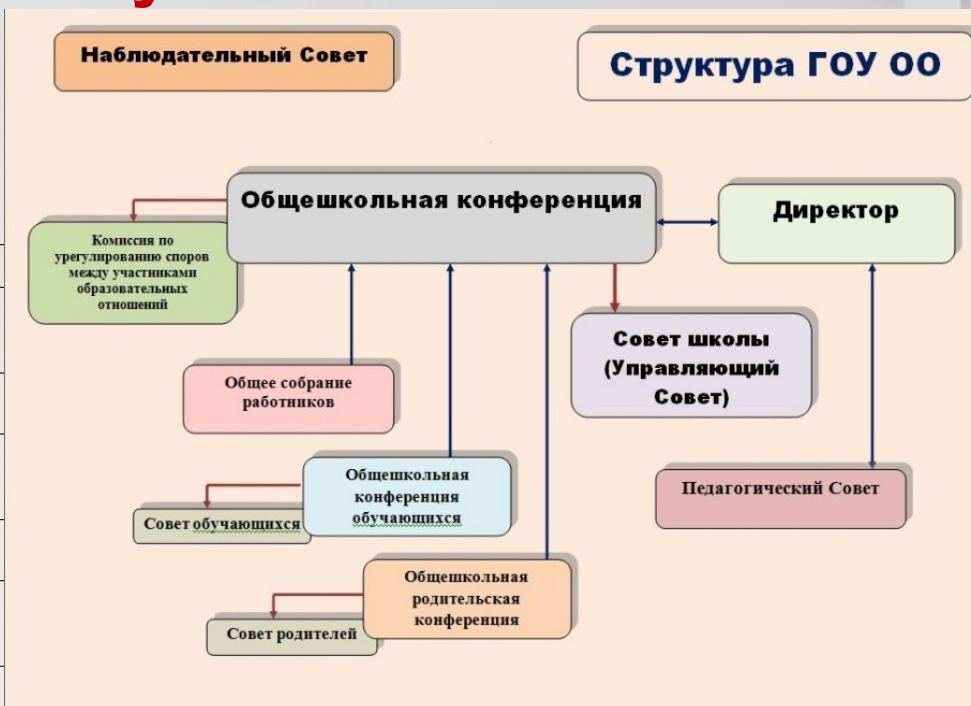 Наблюдательный Совет
Структура ГОУ ОО
Общешкольная конференция
Директор
Комиссия по
урегулированию споров
между участниками
образовательных
отношений
Совет школы
(Управляющий
Совет)
Общее собрание
работников
Общешкольная
конференция
обучающихся
Педагогический Совет
Совет обучающихся
Общешкольная
родительская
конференция
Совет родителей